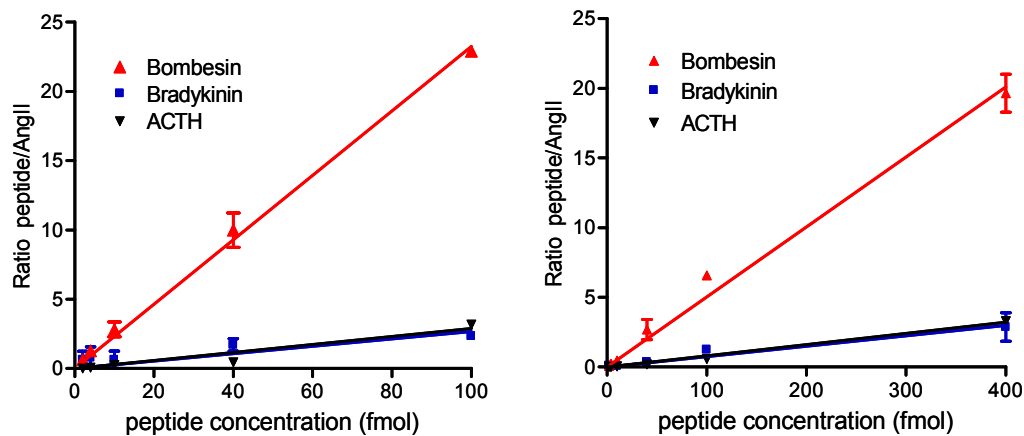 Ratio peptide/AngII
25
20
15
10
5
0
Bombesin
Bradykinin
ACTH
0 20 40 60 80 100
peptide concentration (fmol)
Ratio peptide/AngII
25
20
15
10
5
0
Bombesin
Bradykinin
ACTH
0 100 200 300 400
peptide concentration (fmol)